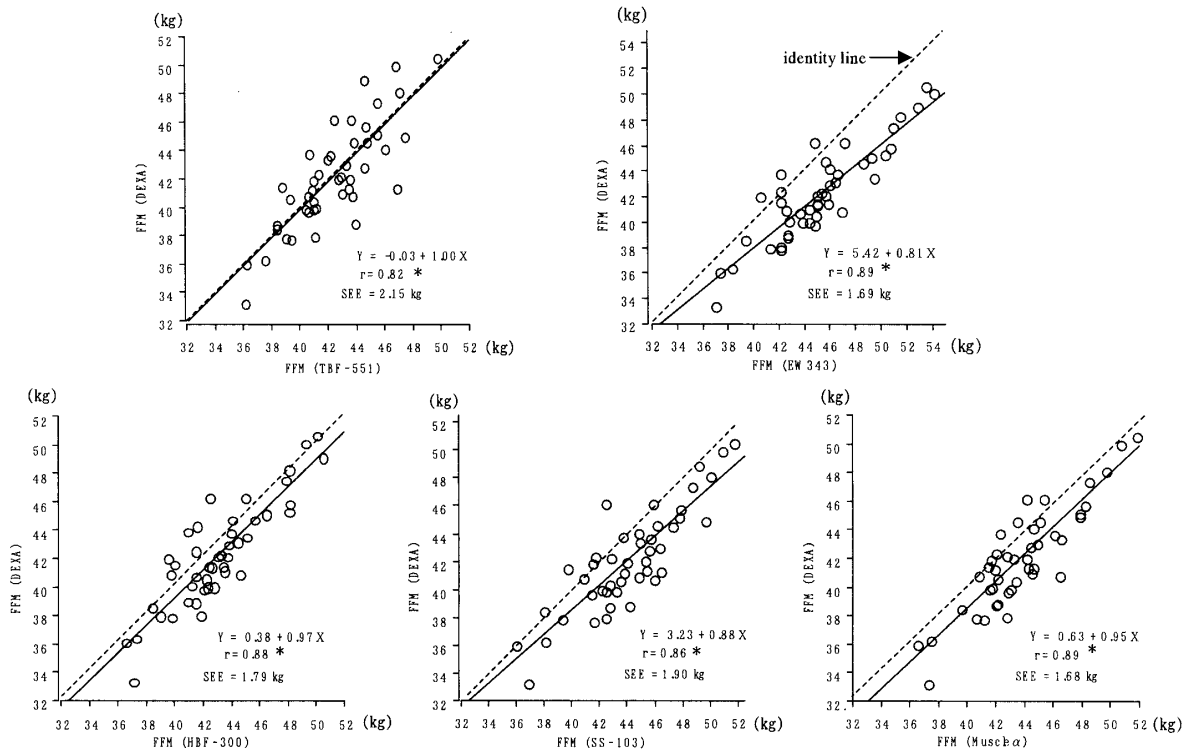 (kg)
52
50
48
46
44
42
40
38
36
34
32
FFM (DEXA)
Y = -0.03 + 1.00 X
r = 0.82 *
SEE = 2.15 kg
32 34 36 38 40 42 44 46 48 50 52 (kg)
FFM (TBF-551)
(kg)
54
52
50
48
46
44
42
40
38
36
34
32
FFM (DEXA)
identity line
Y = 5.42 + 0.81 X
r = 0.89 *
SEE = 1.69 kg
32 34 36 38 40 42 44 46 48 50 52 54 (kg)
FFM (EW343)
(kg)
52
50
48
46
44
42
40
38
36
34
32
FFM (DEXA)
Y = 0.38 + 0.97 X
r = 0.88 *
SEE = 1.79 kg
32 34 36 38 40 42 44 46 48 50 52 (kg)
FFM (HBF-300)
(kg)
52
50
48
46
44
42
40
38
36
34
32
FFM (DEXA)
Y = 3.23 + 0.88 X
r = 0.86 *
SEE = 1.90 kg
32 34 36 38 40 42 44 46 48 50 52 (kg)
FFM (SS-103)
(kg)
52
50
48
46
44
42
40
38
36
34
32
FFM (DEXA)
Y = 0.63 + 0.95 X
r = 0.89 *
SEE = 1.68 kg
32 34 36 38 40 42 44 46 48 50 52 (kg)
FFM (Muscleα)